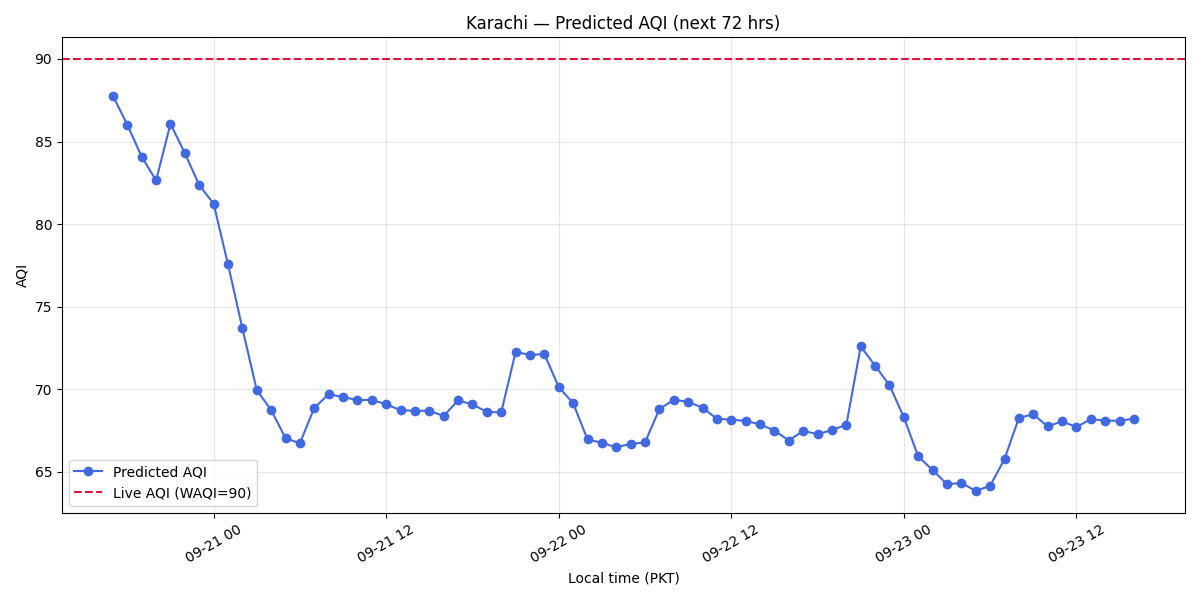 Karachi — Predicted AQI (next 72 hrs)
AQI
90
85
80
75
70
65
Predicted AQI
Live AQI (WAQI=90)
09-21 00
09-21 12
09-22 00
09-22 12
09-23 00
09-23 12
Local time (PKT)